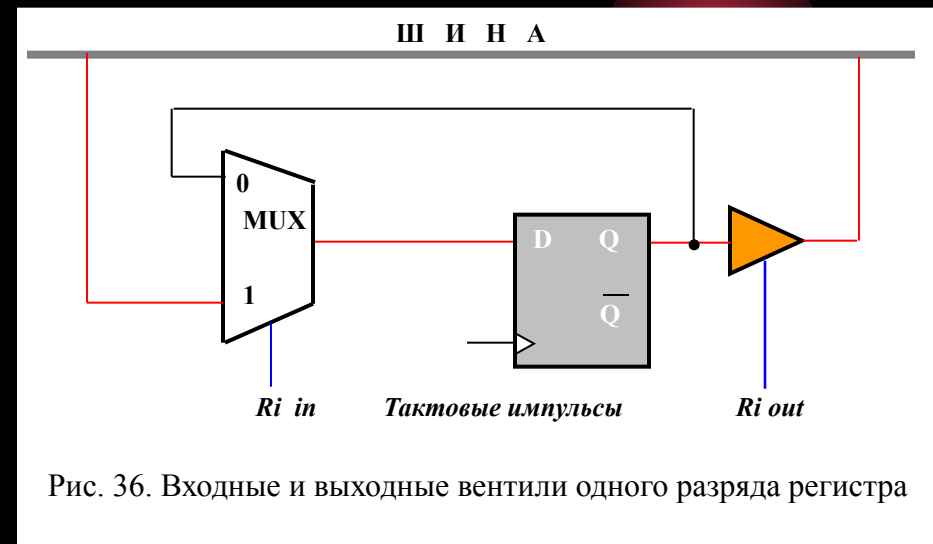 Ш И Н А
0
MUX
1
D Q
Q
Ri in Тактовые импульсы Ri out
Рис. 36. Входные и выходные вентили одного разряда регистра